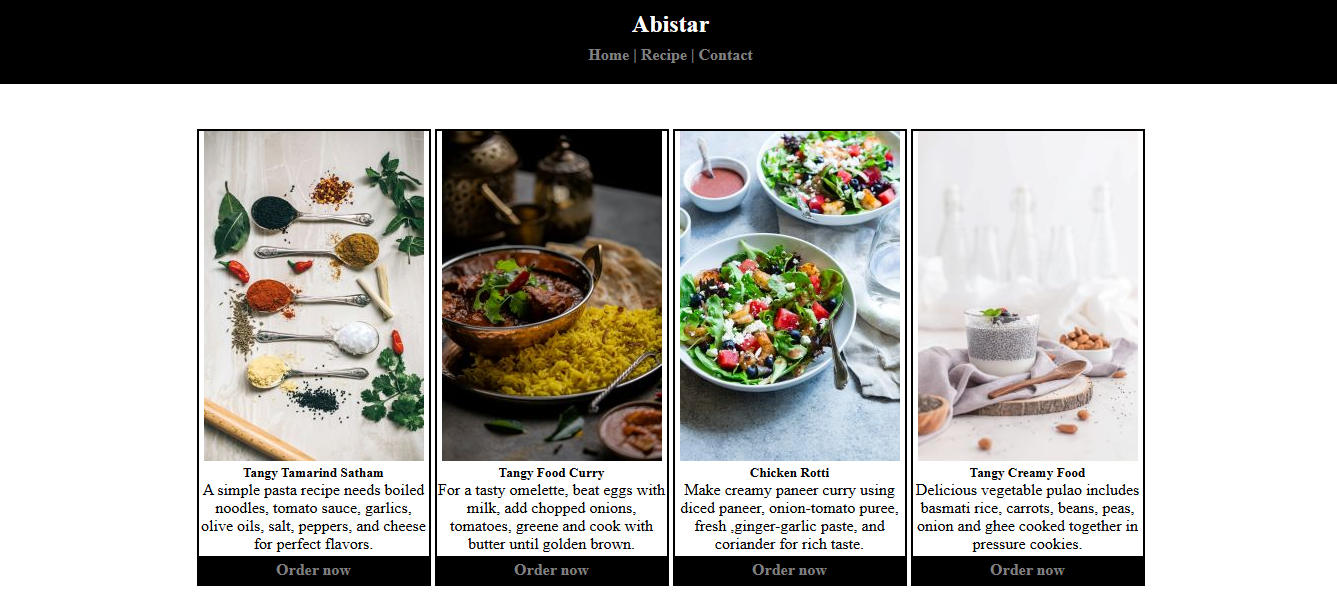 Abistar
Home | Recipe | Contact
Tangy Tamarind Satham
A simple pasta recipe needs boiled
noodles, tomato sauce, garlics,
olive oils, salt, peppers, and cheese
for perfect flavors.
Order now
Tangy Food Curry
For a tasty omelette, beat eggs with
milk, add chopped onions,
tomatoes, greene and cook with
butter until golden brown.
Order now
Chicken Rotti
Make creamy paneer curry using
diced paneer, onion-tomato puree,
fresh ,ginger-garlic paste, and
coriander for rich taste.
Order now
Tangy Creamy Food
Delicious vegetable pulao includes
basmati rice, carrots, beans, peas,
onion and ghee cooked together in
pressure cookies.
Order now